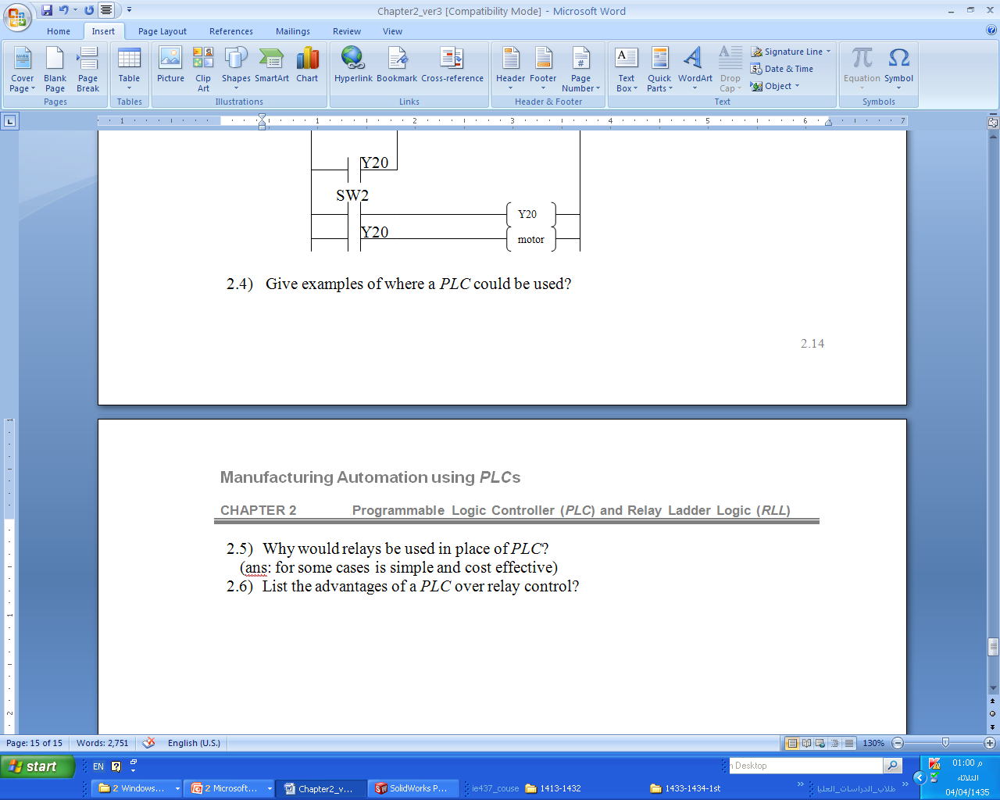 Chapter2_ver3 [Compatibility Mode] - Microsoft Word
Home Insert Page Layout References Mailings Review View
Cover Page Blank Page Page Break
Pages
Table
Tables
Picture Clip Art Shapes SmartArt Chart
Illustrations
Hyperlink Bookmark Cross-reference
Links
Header Footer Page Number
Header & Footer
Text Box Quick Parts WordArt Drop Cap
Signature Line
Date & Time
Object
Text
Equation Symbol
Symbols
1 1 2 3 4 5 6 7
Y20
SW2
Y20
Y20
motor
2.4) Give examples of where a PLC could be used?
2.14
Manufacturing Automation using PLCs
CHAPTER 2 Programmable Logic Controller (PLC) and Relay Ladder Logic (RLL)
2.5) Why would relays be used in place of PLC?
(ans: for some cases is simple and cost effective)
2.6) List the advantages of a PLC over relay control?
Page: 15 of 15 Words: 2,751 English (U.S.) 130%
start EN Desktop
2 Windows... 2 Microsoft... Chapter2_v... SolidWorks P... ie437_couse 1413-1432 1433-1434-1st طلاب_الدراسات_العليا
01:00 م
الثلاثاء
04/04/1435